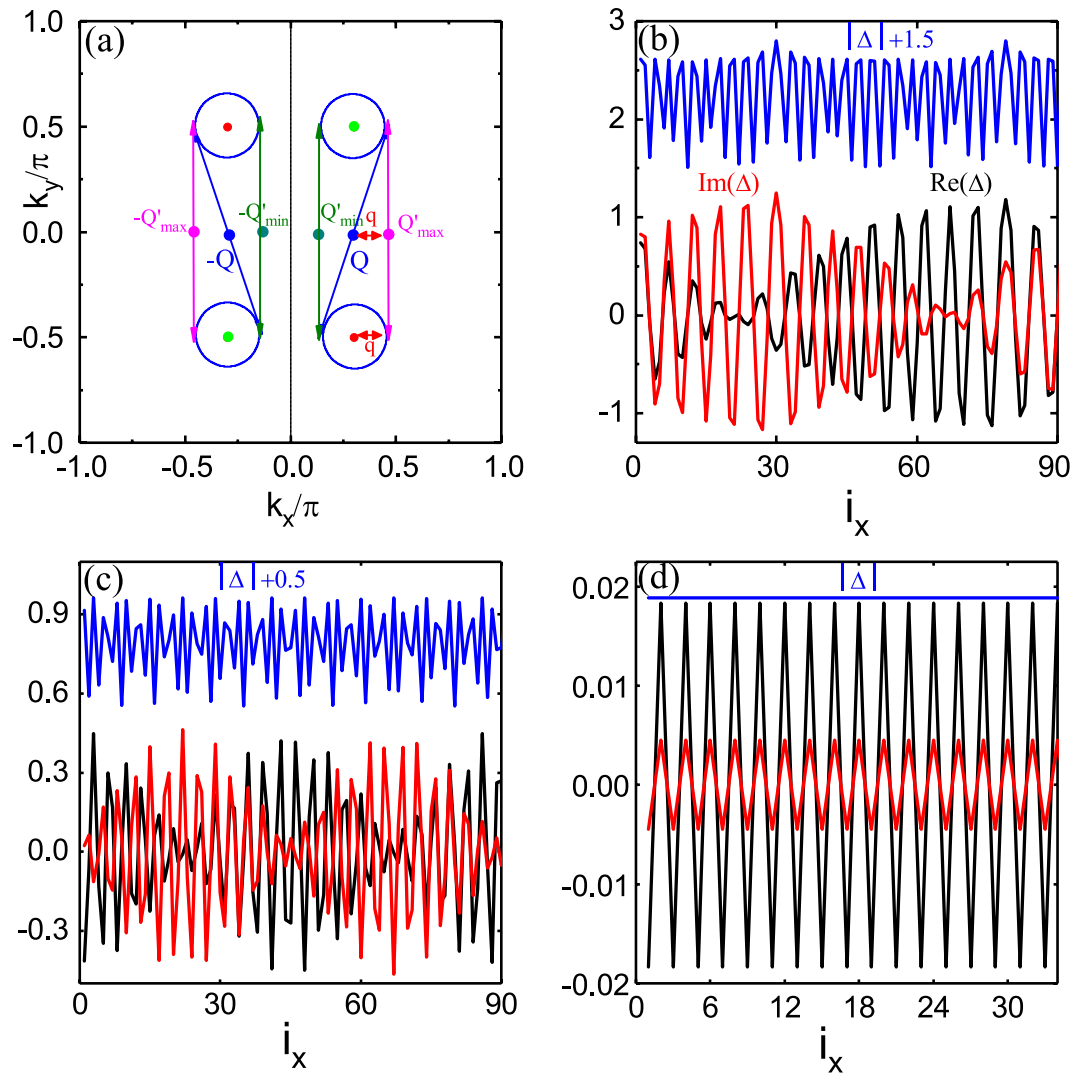 (a)
1.0
0.5
0.0
-0.5
-1.0
k_y/π
-Q'_max
-Q'_min
Q'_min
q
Q'_max
-Q
Q
q
-1.0 -0.5 0.0 0.5 1.0
k_x/π
(b)
|Δ| +1.5
3
2
1
0
-1
Im(Δ) Re(Δ)
0 30 60 90
i_x
(c)
|Δ| +0.5
0.9
0.6
0.3
0.0
-0.3
0 30 60 90
i_x
(d)
|Δ|
0.02
0.01
0.00
-0.01
-0.02
0 6 12 18 24 30
i_x